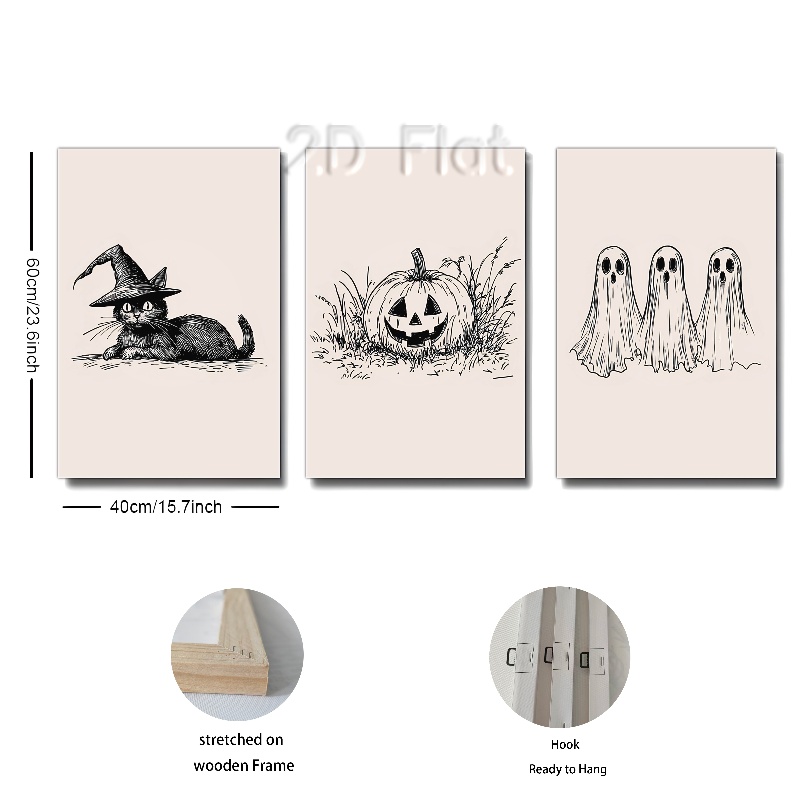 2D Flat
60cm/23.6inch
40cm/15.7inch
stretched on
wooden Frame
Hook
Ready to Hang